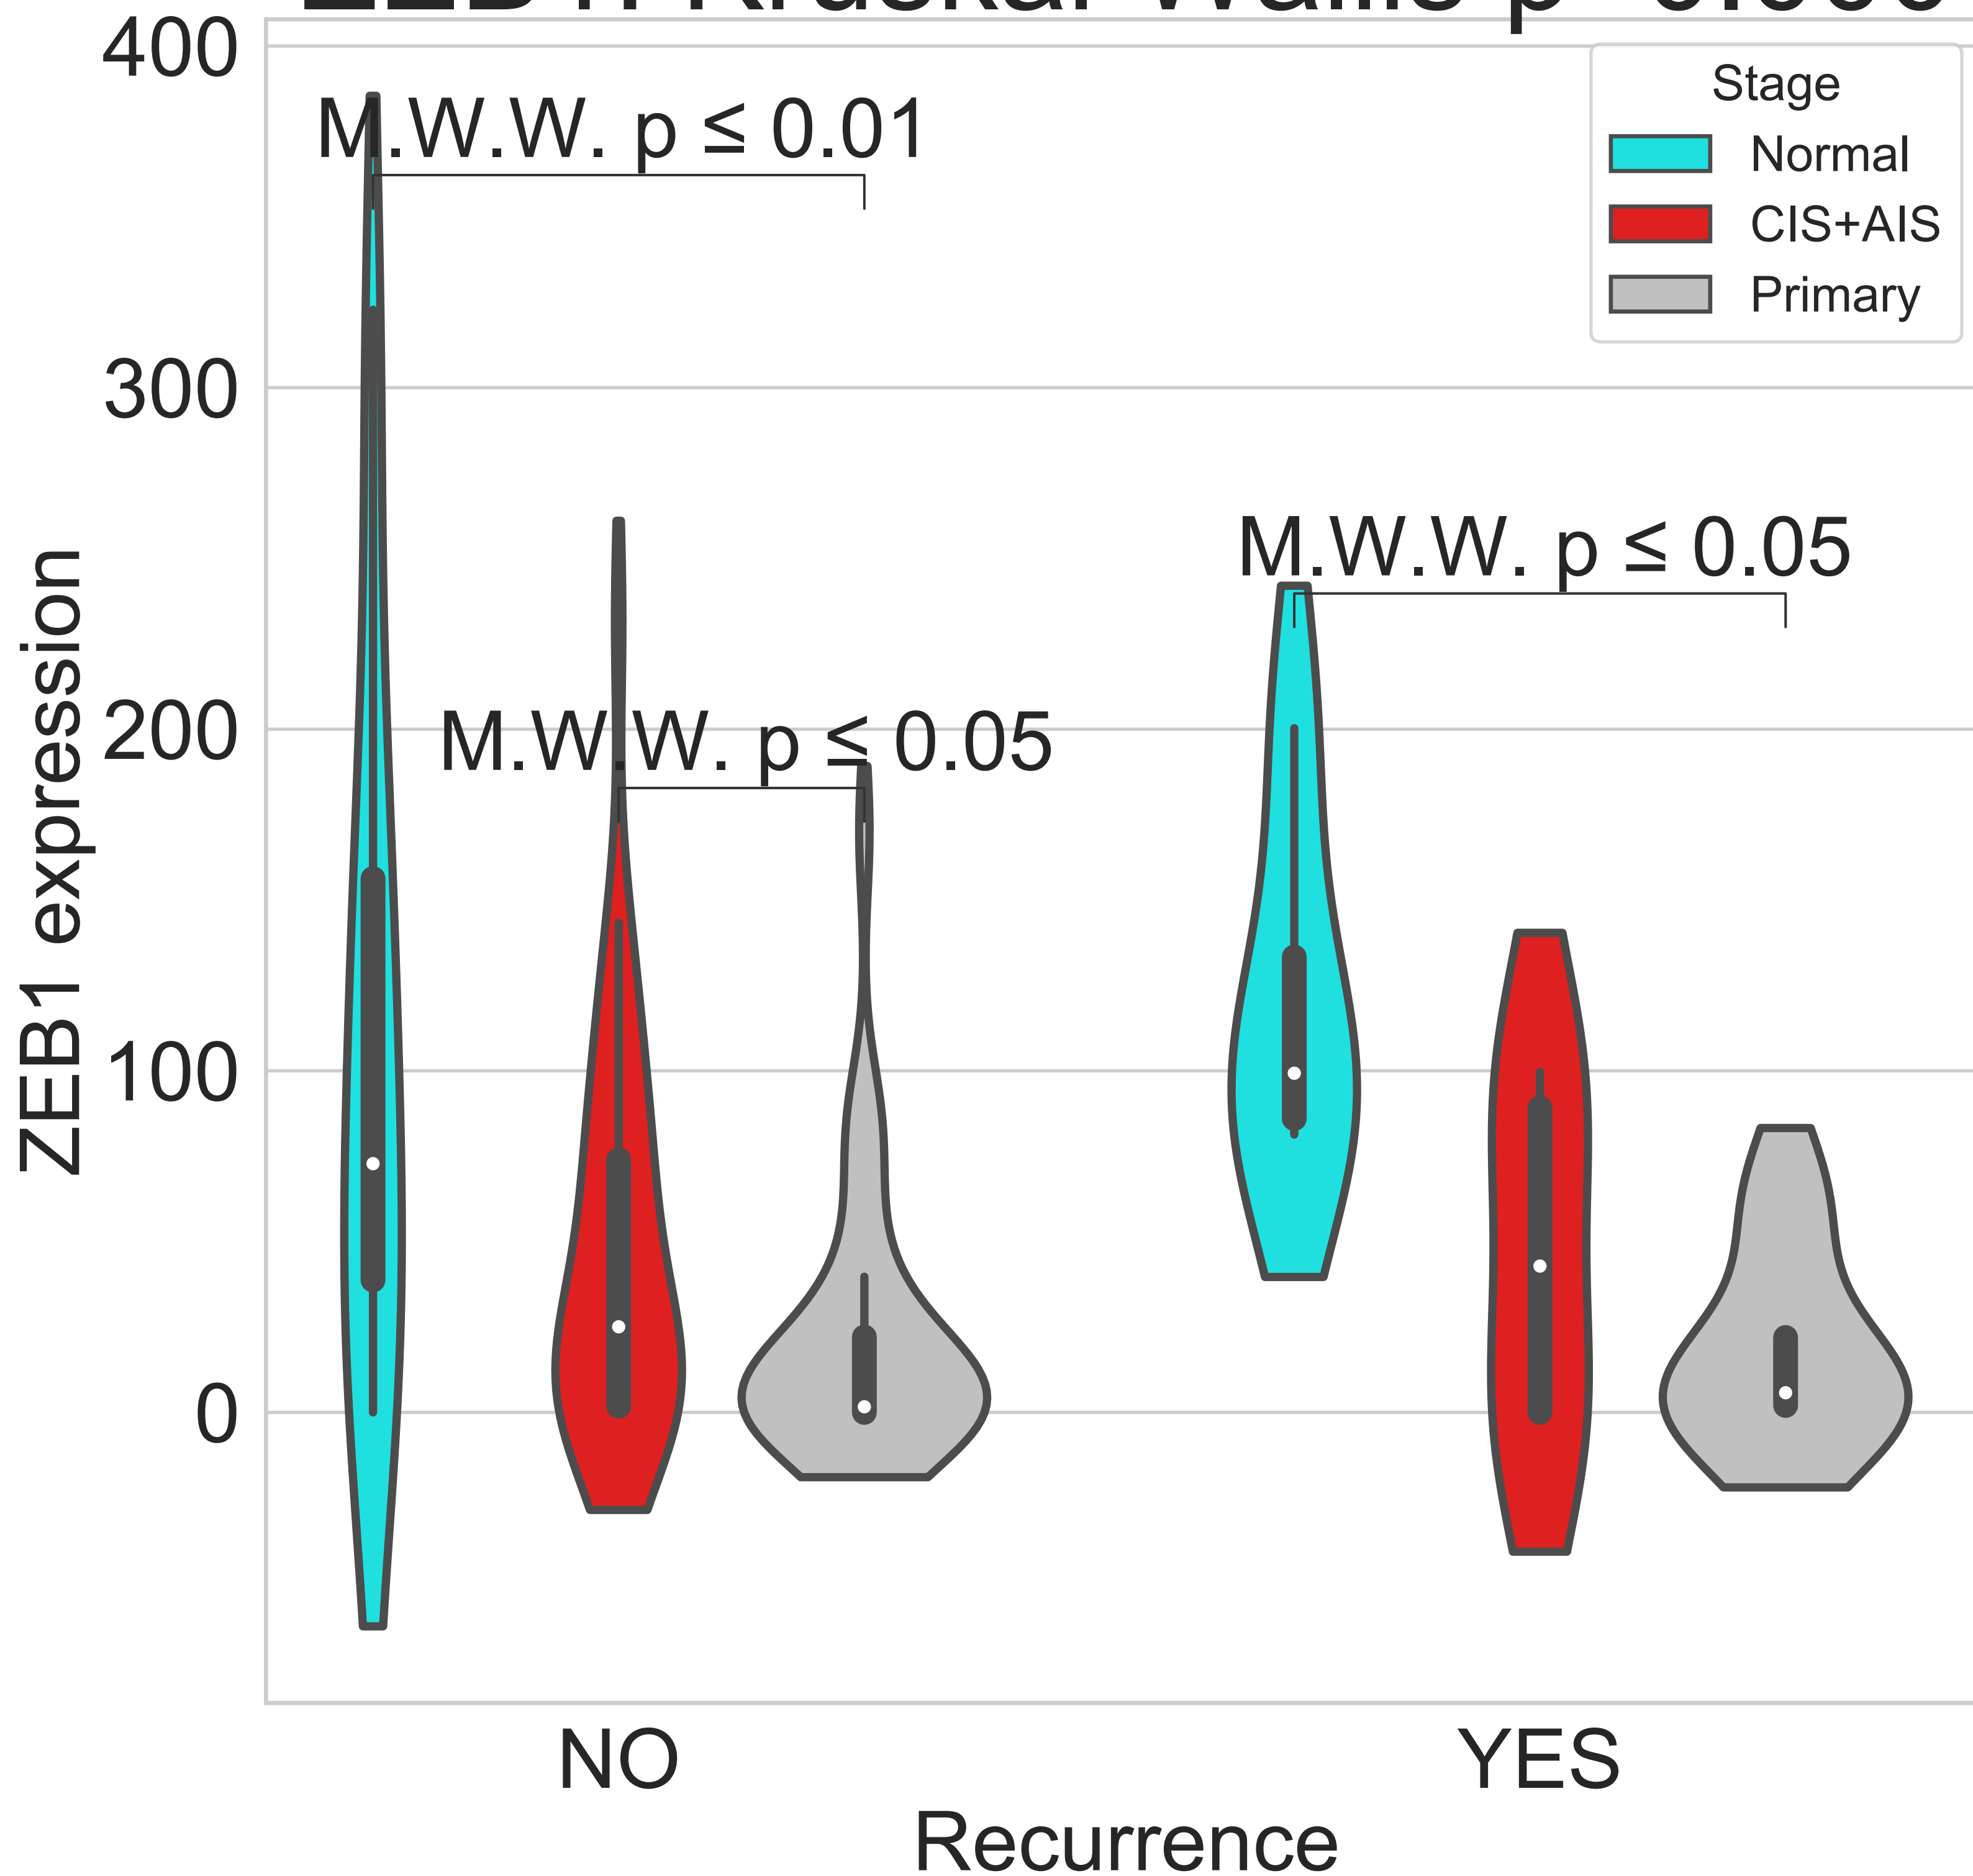 400
300
200
100
0
ZEB1 expression
M.W.W. p ≤ 0.01
M.W.W. p ≤ 0.05
M.W.W. p ≤ 0.05
Stage
Normal
CIS+AIS
Primary
NO
YES
Recurrence